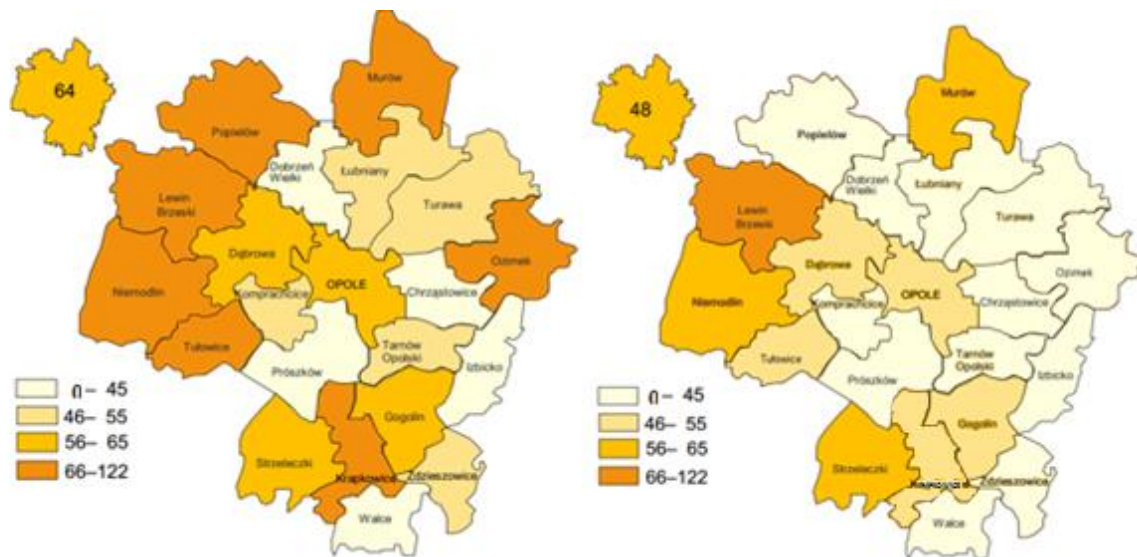 64
Murów
Popielów
Dobrzeń
Wielki
Łubniany
Turawa
Lewin
Brzeski
Dąbrowa
OPOLE
Ozimek
Niemodlin
Komprachcice
Chrząstowice
Tułowice
Tarnów
Opolski
Izbicko
Prószków
0 – 45
46– 55
56– 65
66–122
Gogolin
Strzeleczki
Krapkowice
Zdzieszowice
Walce
48
Murów
Popielów
Dobrzeń
Wielki
Łubniany
Turawa
Lewin
Brzeski
Dąbrowa
OPOLE
Ozimek
Niemodlin
Komprachcice
Chrząstowice
Tułowice
Tarnów
Opolski
Izbicko
Prószków
0 – 45
46– 55
56– 65
66–122
Gogolin
Strzeleczki
Zdzieszowice
Walce